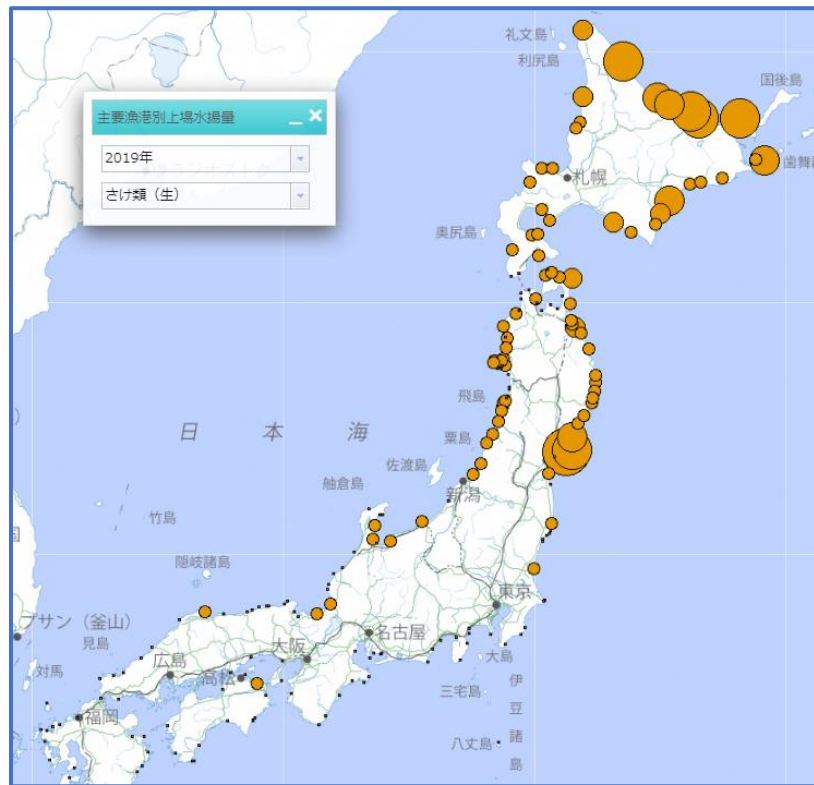 礼文島
利尻島
国後島
主要漁港別上場水揚量
2019年
さけ類（生）
札幌
歯舞
奥尻島
飛島
日本海
粟島
佐渡島
舳倉島
新潟
竹島
隠岐諸島
東京
プサン（釜山）
見島
名古屋
大阪
大島
広島
高松
対馬
三宅島
伊豆諸島
福岡
八丈島